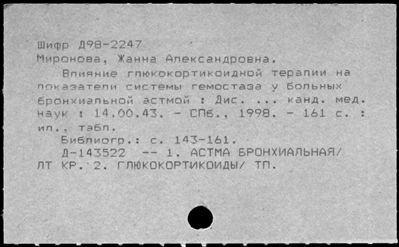 Шифр Д98-2247
Миронова, Жанна Александровна.
Влияние глюкокортикоидной терапии на
показатели системы гемостаза у больных
бронхиальной астмой : Дис. ... канд. мед.
наук : 14.00.43. - СПб., 1998. - 161 с. :
ил., табл.
Библиогр.: с. 143-161.
Д-143522 -- 1. АСТМА БРОНХИАЛЬНАЯ/
ЛТ КР. 2. ГЛЮКОКОРТИКОИДЫ/ ТП.